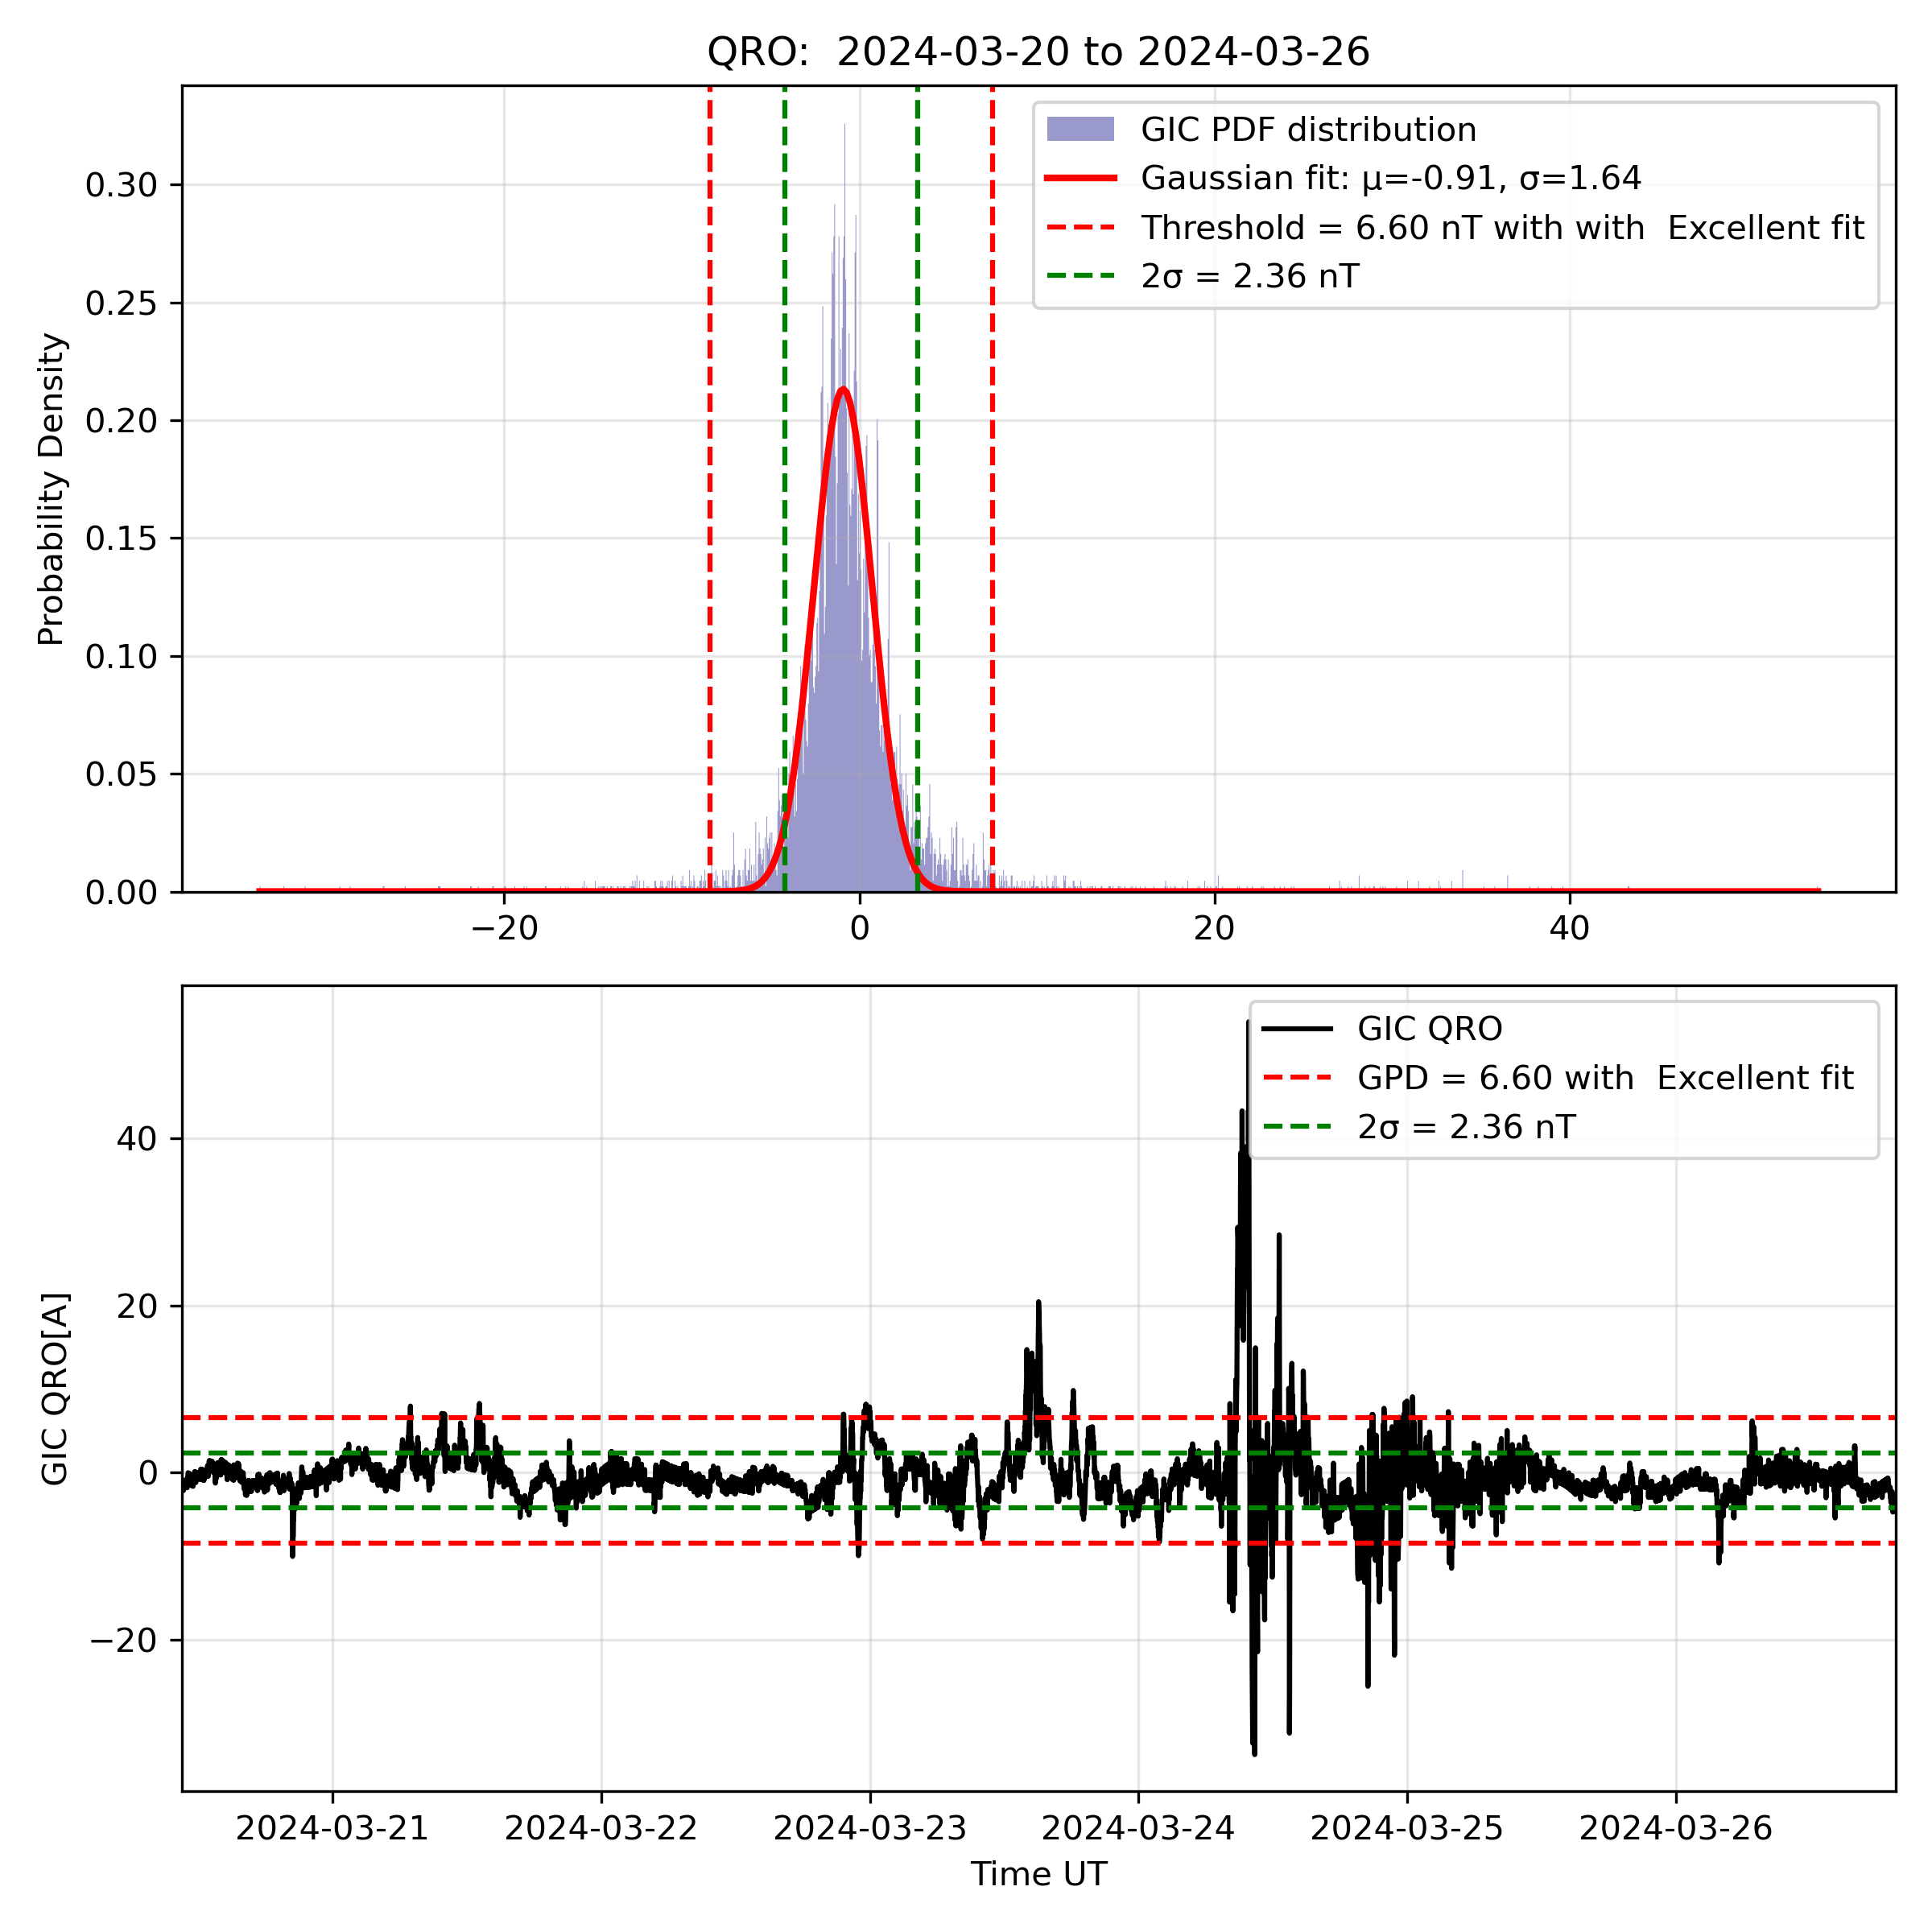 QRO:  2024-03-20 to 2024-03-26
GIC PDF distribution
Gaussian fit: μ=-0.91, σ=1.64
Threshold = 6.60 nT with with  Excellent fit
2σ = 2.36 nT
Probability Density
0.30
0.25
0.20
0.15
0.10
0.05
0.00
−20
0
20
40
GIC QRO
GPD = 6.60 with  Excellent fit
2σ = 2.36 nT
GIC QRO[A]
40
20
0
−20
2024-03-21
2024-03-22
2024-03-23
2024-03-24
2024-03-25
2024-03-26
Time UT